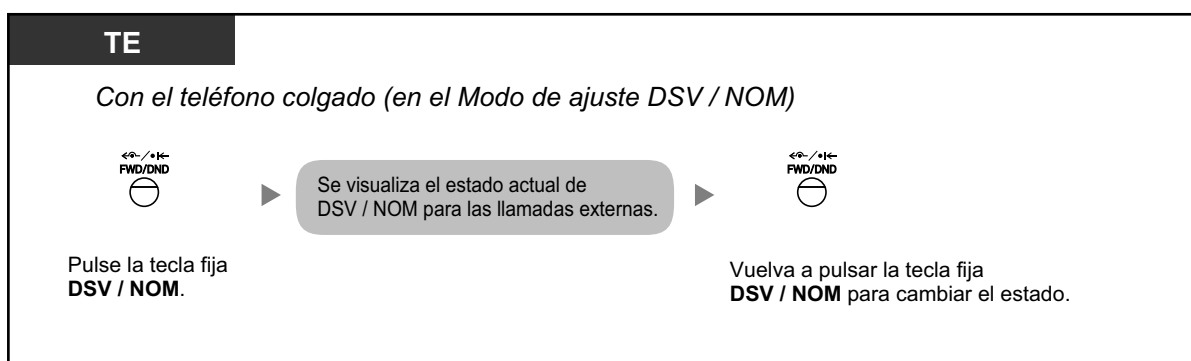 TE
Con el teléfono colgado (en el Modo de ajuste DSV / NOM)
FWD/DND
FWD/DND
Se visualiza el estado actual de
DSV / NOM para las llamadas externas.
Pulse la tecla fija
DSV / NOM.
Vuelva a pulsar la tecla fija
DSV / NOM para cambiar el estado.